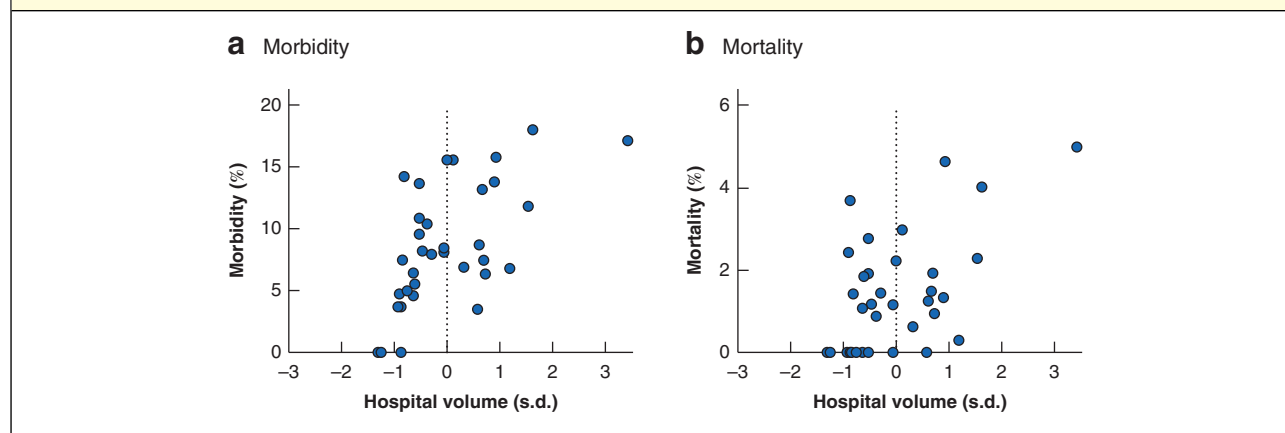 a Morbidity
20
15
10
5
0
Morbidity (%)
−3 −2 −1 0 1 2 3
Hospital volume (s.d.)
b Mortality
6
4
2
0
Mortality (%)
−3 −2 −1 0 1 2 3
Hospital volume (s.d.)